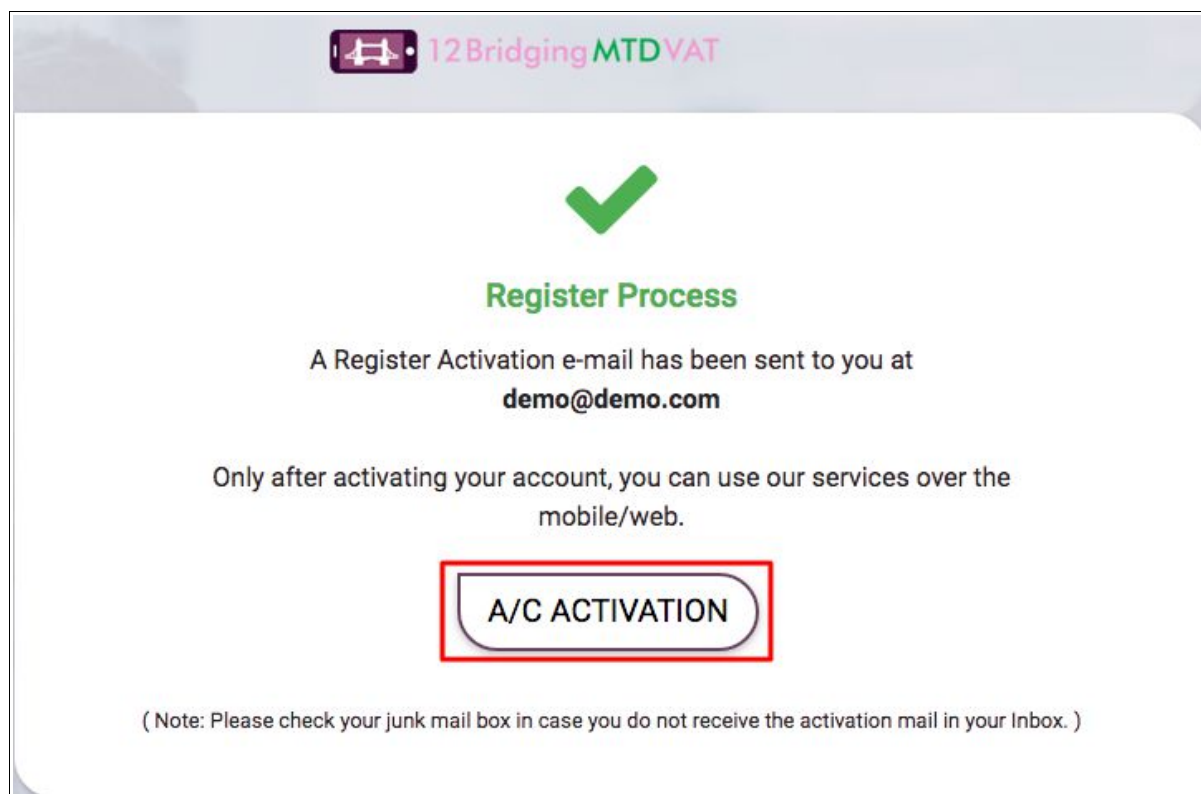 12BridgingMTDVAT
Register Process
A Register Activation e-mail has been sent to you at
demo@demo.com
Only after activating your account, you can use our services over the
mobile/web.
A/C ACTIVATION
( Note: Please check your junk mail box in case you do not receive the activation mail in your Inbox. )